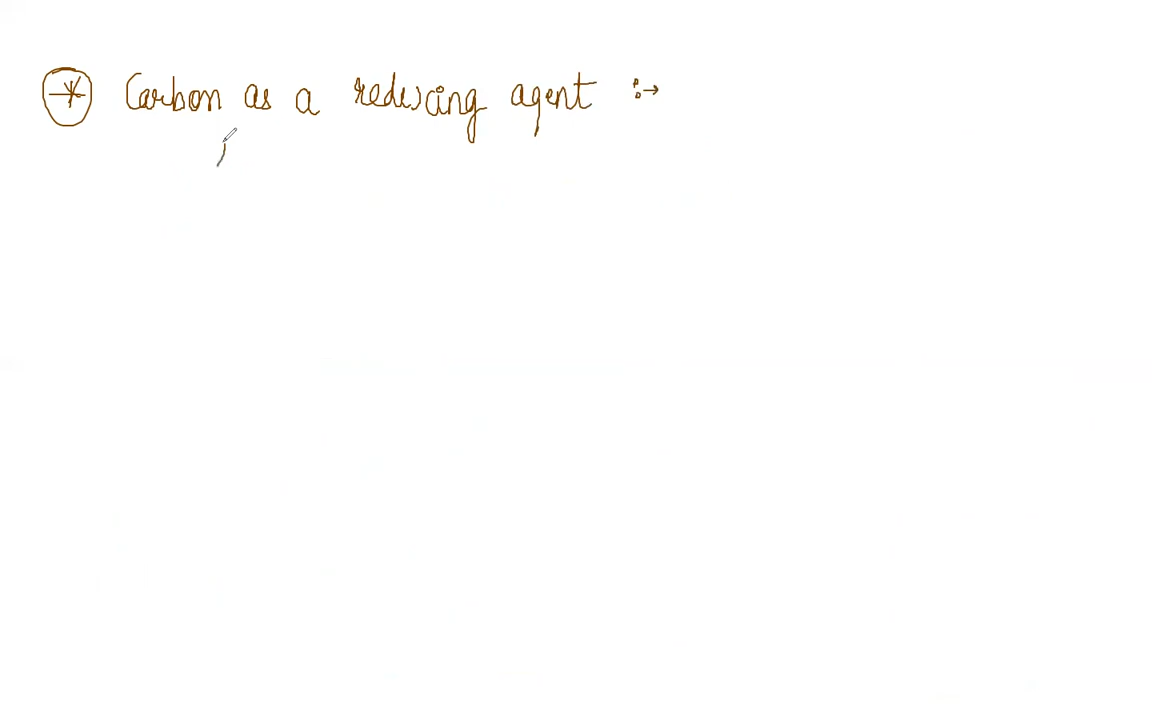 * Carbon as a reducing agent :→